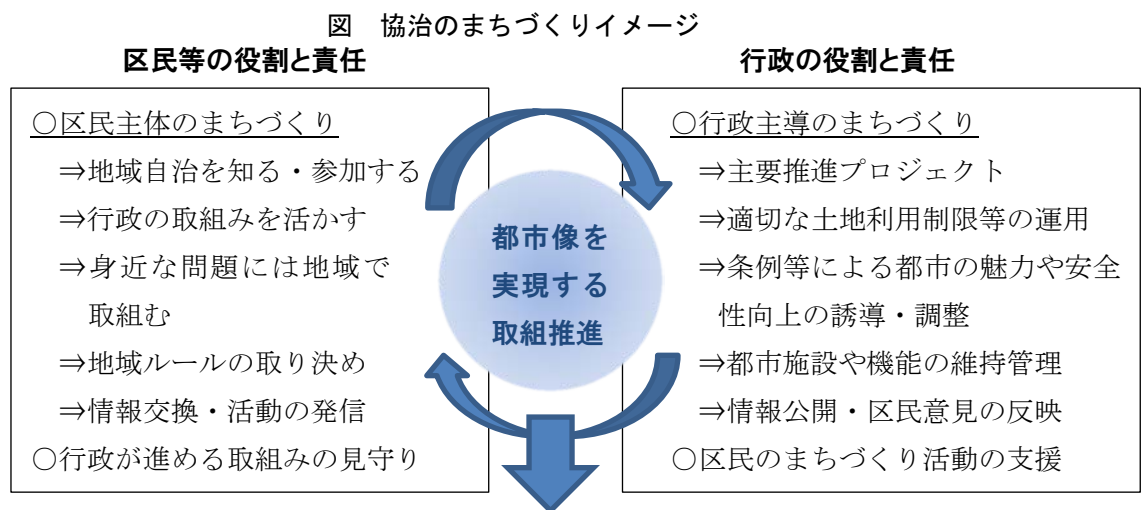 図　協治のまちづくりイメージ
区民等の役割と責任
○区民主体のまちづくり
⇒地域自治を知る・参加する
⇒行政の取組みを活かす
⇒身近な問題には地域で
取組む
⇒地域ルールの取り決め
⇒情報交換・活動の発信
○行政が進める取組みの見守り
都市像を
実現する
取組推進
行政の役割と責任
○行政主導のまちづくり
⇒主要推進プロジェクト
⇒適切な土地利用制限等の運用
⇒条例等による都市の魅力や安全
性向上の誘導・調整
⇒都市施設や機能の維持管理
⇒情報公開・区民意見の反映
○区民のまちづくり活動の支援